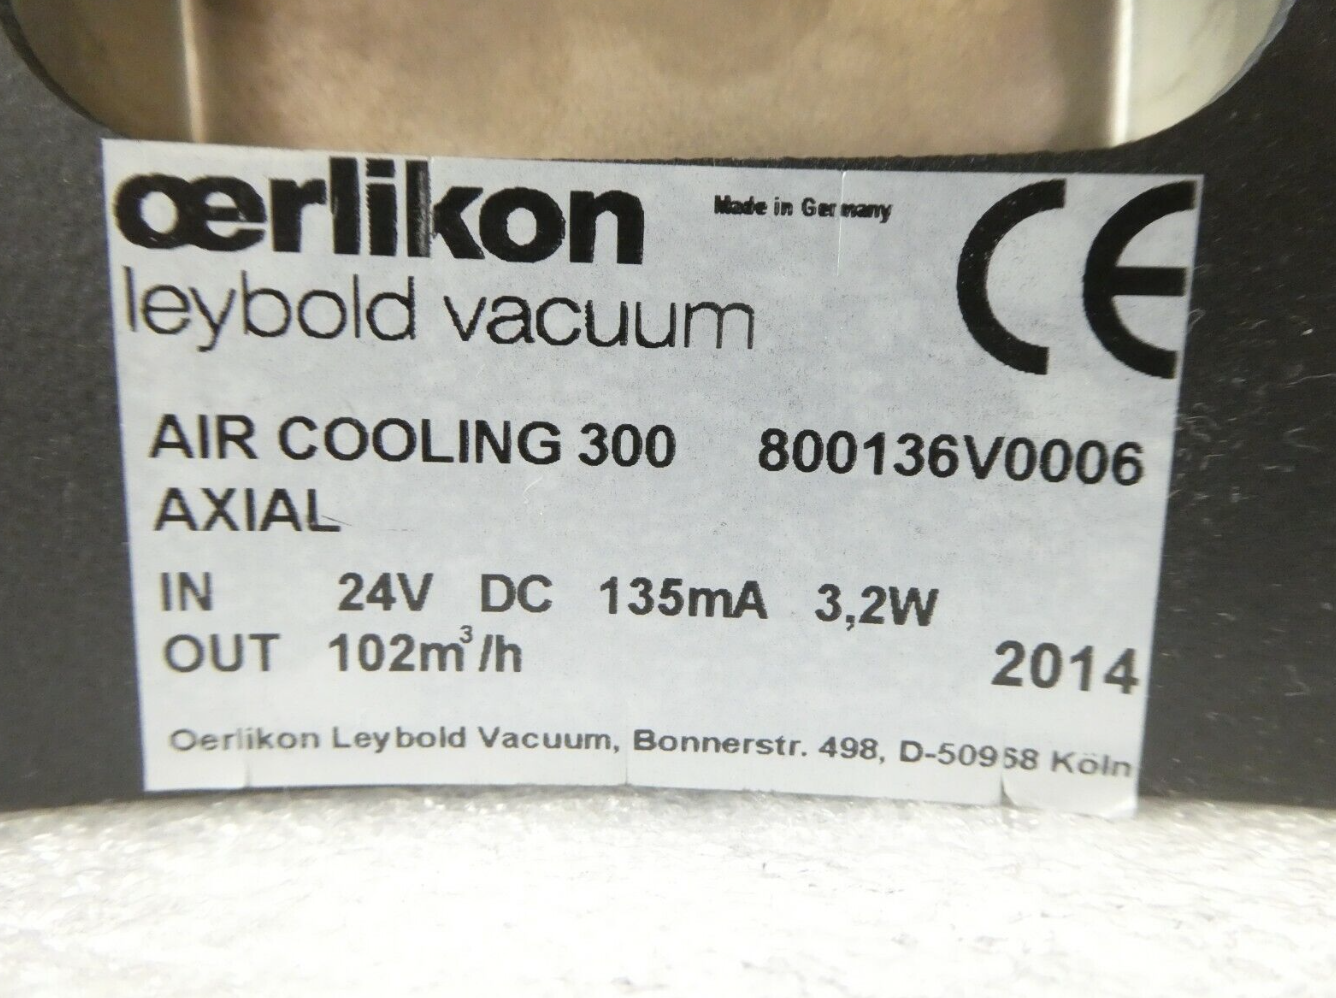 oerlikon
Made in Germany
CE
leybold vacuum
AIR COOLING 300 800136V0006
AXIAL
IN 24V DC 135mA 3,2W
OUT 102m³/h
2014
Oerlikon Leybold Vacuum, Bonnerstr. 498, D-50968 Köln